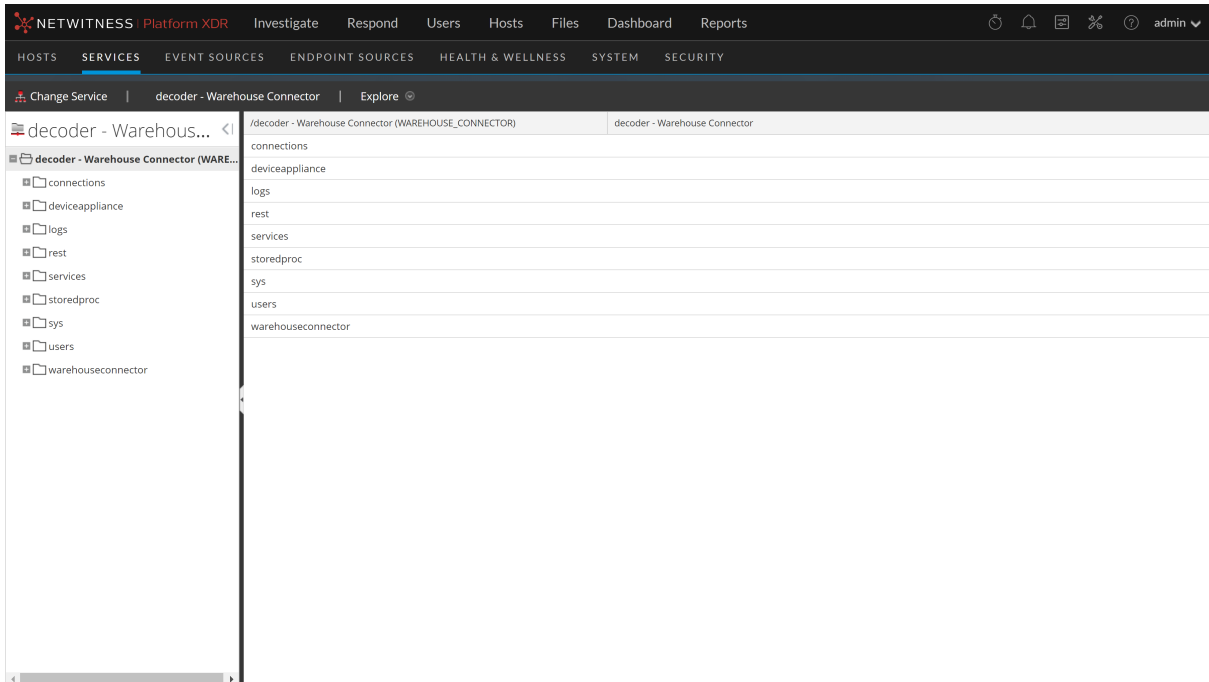 NETWITNESS Platform XDR Investigate Respond Users Hosts Files Dashboard Reports admin
HOSTS SERVICES EVENT SOURCES ENDPOINT SOURCES HEALTH & WELLNESS SYSTEM SECURITY
Change Service | decoder - Warehouse Connector | Explore
decoder - Warehous...
decoder - Warehouse Connector (WARE...
connections
deviceappliance
logs
rest
services
storedproc
sys
users
warehouseconnector
/decoder - Warehouse Connector (WAREHOUSE_CONNECTOR) decoder - Warehouse Connector
connections
deviceappliance
logs
rest
services
storedproc
sys
users
warehouseconnector